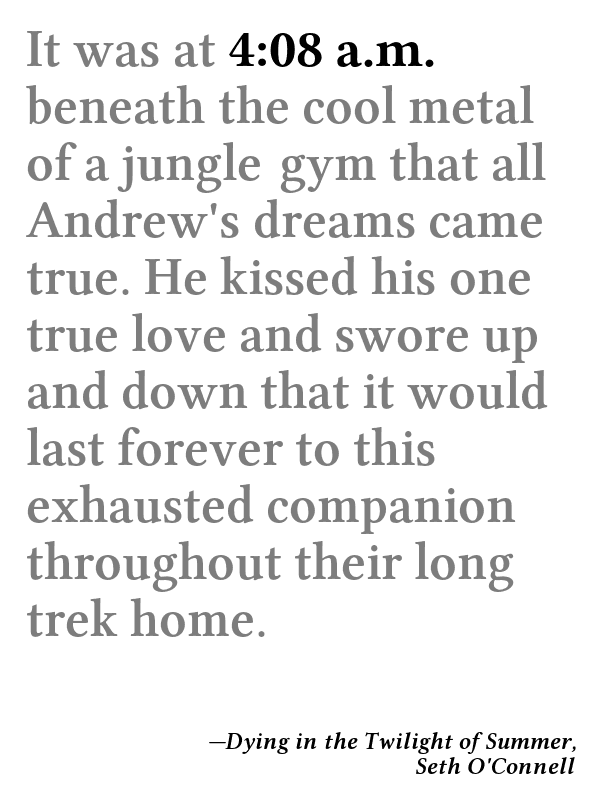 It was at 4:08 a.m.
beneath the cool metal
of a jungle gym that all
Andrew's dreams came
true. He kissed his one
true love and swore up
and down that it would
last forever to this
exhausted companion
throughout their long
trek home.
—Dying in the Twilight of Summer,
Seth O'Connell